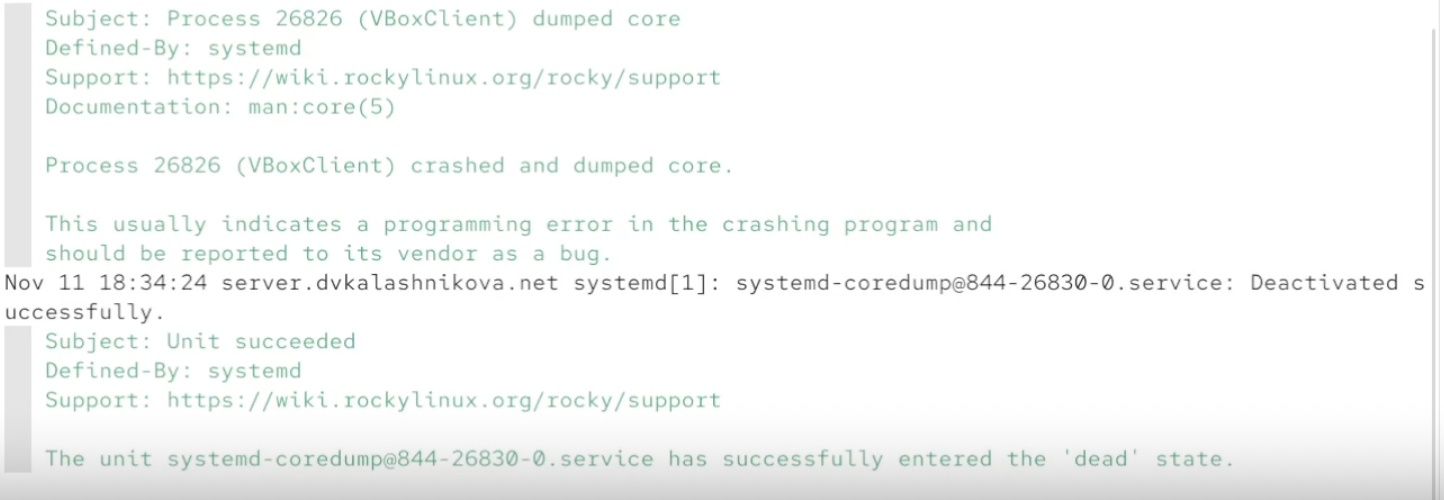 Subject: Process 26826 (VBoxClient) dumped core
Defined-By: systemd
Support: https://wiki.rockylinux.org/rocky/support
Documentation: man:core(5)
Process 26826 (VBoxClient) crashed and dumped core.
This usually indicates a programming error in the crashing program and
should be reported to its vendor as a bug.
Nov 11 18:34:24 server.dvkalashnikova.net systemd[1]: systemd-coredump@844-26830-0.service: Deactivated s
uccessfully.
Subject: Unit succeeded
Defined-By: systemd
Support: https://wiki.rockylinux.org/rocky/support
The unit systemd-coredump@844-26830-0.service has successfully entered the 'dead' state.